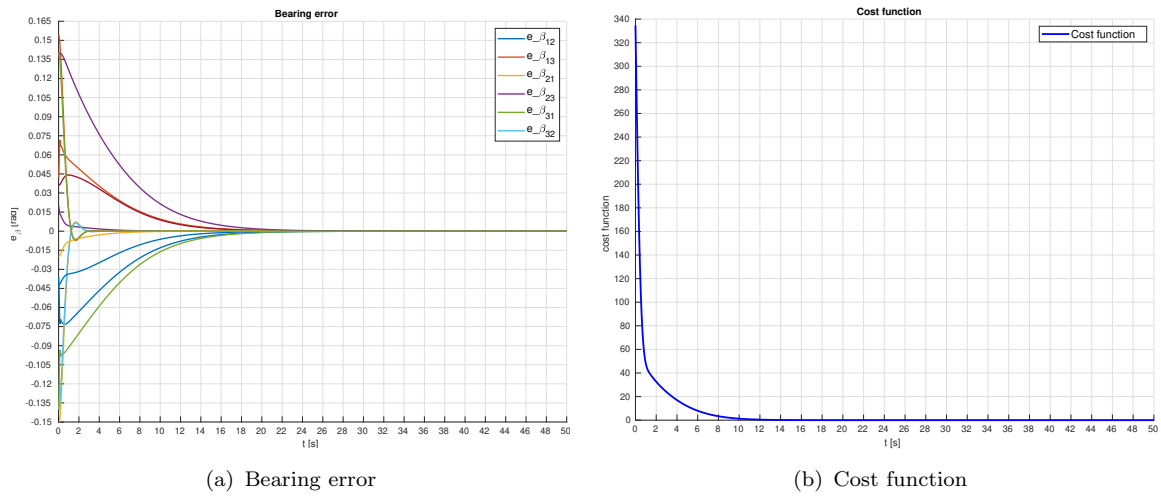 Bearing error
0.165
0.15
0.135
0.12
0.105
0.09
0.075
0.06
0.045
0.03
0.015
0
-0.015
-0.03
-0.045
-0.06
-0.075
-0.09
-0.105
-0.12
-0.135
-0.15
e_β [rad]
0 2 4 6 8 10 12 14 16 18 20 22 24 26 28 30 32 34 36 38 40 42 44 46 48 50
t [s]
e_β12
e_β13
e_β21
e_β23
e_β31
e_β32
(a) Bearing error
Cost function
340
320
300
280
260
240
220
200
180
160
140
120
100
80
60
40
20
0
cost function
0 2 4 6 8 10 12 14 16 18 20 22 24 26 28 30 32 34 36 38 40 42 44 46 48 50
t [s]
Cost function
(b) Cost function